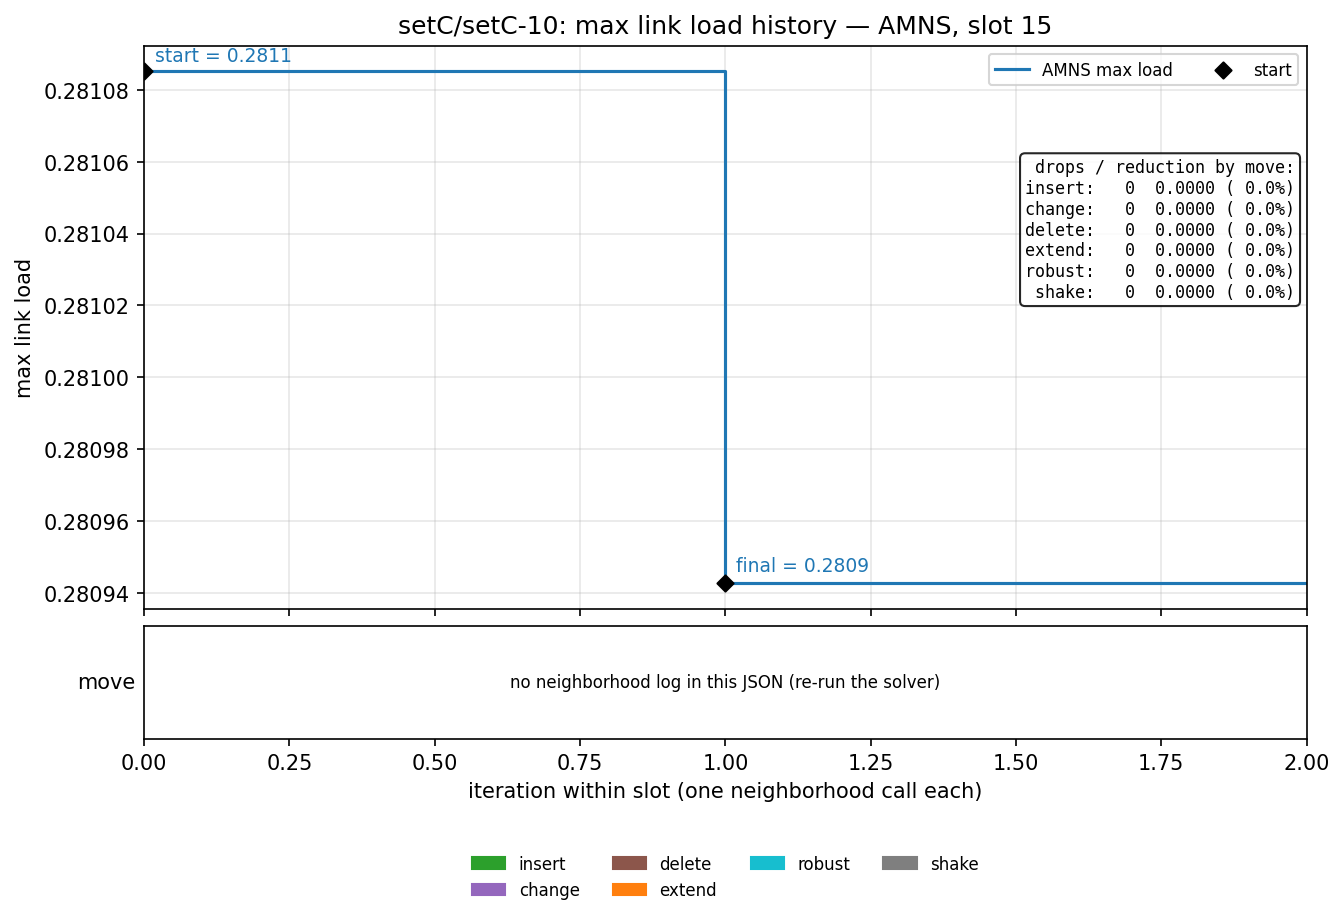 setC/setC-10: max link load history — AMNS, slot 15
start = 0.2811
AMNS max load
start
0.28108
0.28106
0.28104
0.28102
0.28100
0.28098
0.28096
0.28094
max link load
drops / reduction by move:
insert:   0  0.0000 ( 0.0%)
change:   0  0.0000 ( 0.0%)
delete:   0  0.0000 ( 0.0%)
extend:   0  0.0000 ( 0.0%)
robust:   0  0.0000 ( 0.0%)
shake:   0  0.0000 ( 0.0%)
final = 0.2809
move
no neighborhood log in this JSON (re-run the solver)
0.00 0.25 0.50 0.75 1.00 1.25 1.50 1.75 2.00
iteration within slot (one neighborhood call each)
insert delete robust shake
change extend